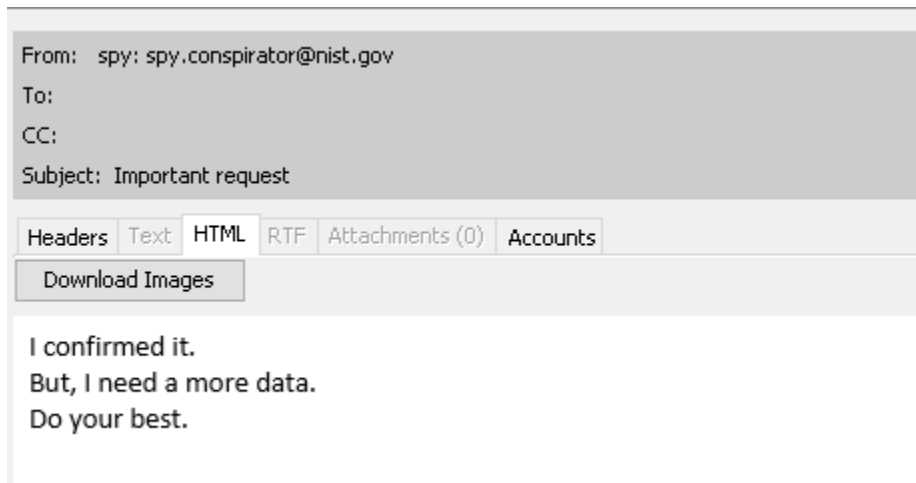 From: spy: spy.conspirator@nist.gov
To:
CC:
Subject: Important request
Headers Text HTML RTF Attachments (0) Accounts
Download Images
I confirmed it.
But, I need a more data.
Do your best.